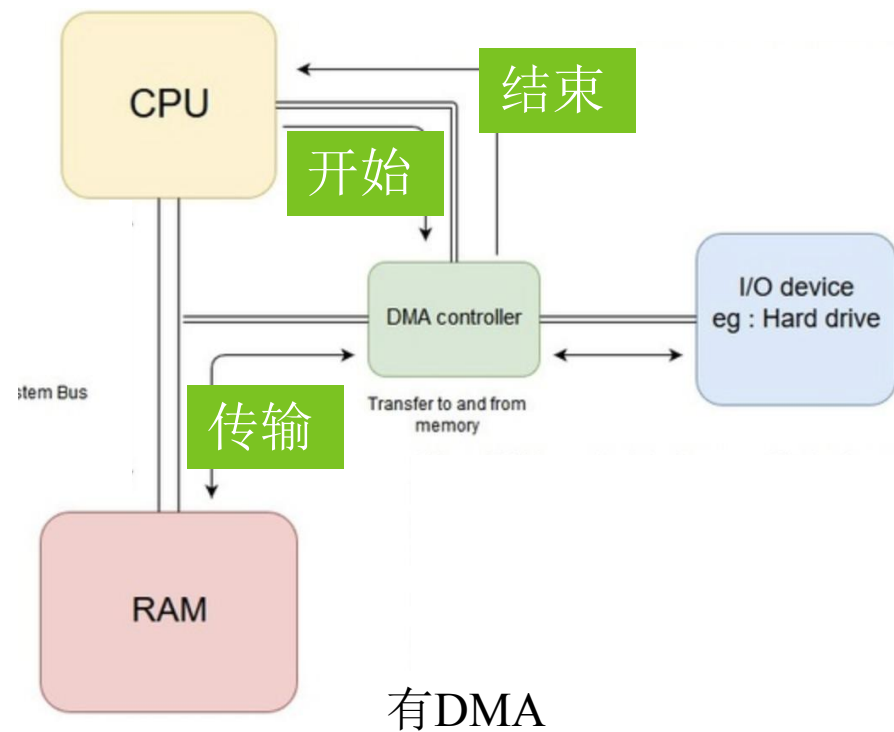 CPU
结束
开始
I/O device
eg : Hard drive
DMA controller
stem Bus
传输
Transfer to and from
memory
RAM
有DMA